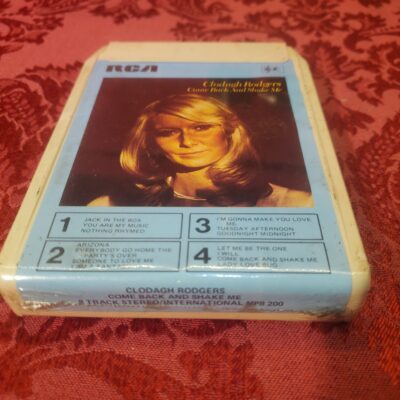 RCA
Clodagh Rodgers
Come Back And Shake Me
1
JACK IN THE BOX
YOU ARE MY MUSIC
NOTHING RHYMED
2
ARIZONA
EVERYBODY GO HOME THE
PARTY'S OVER
SOMEONE TO LOVE ME
3
I'M GONNA MAKE YOU LOVE
ME
TUESDAY AFTERNOON
GOODNIGHT MIDNIGHT
4
LET ME BE THE ONE
I WILL
COME BACK AND SHAKE ME
LADY LOVE BUG
CLODAGH RODGERS
COME BACK AND SHAKE ME
8 TRACK STEREO/INTERNATIONAL MP8 200